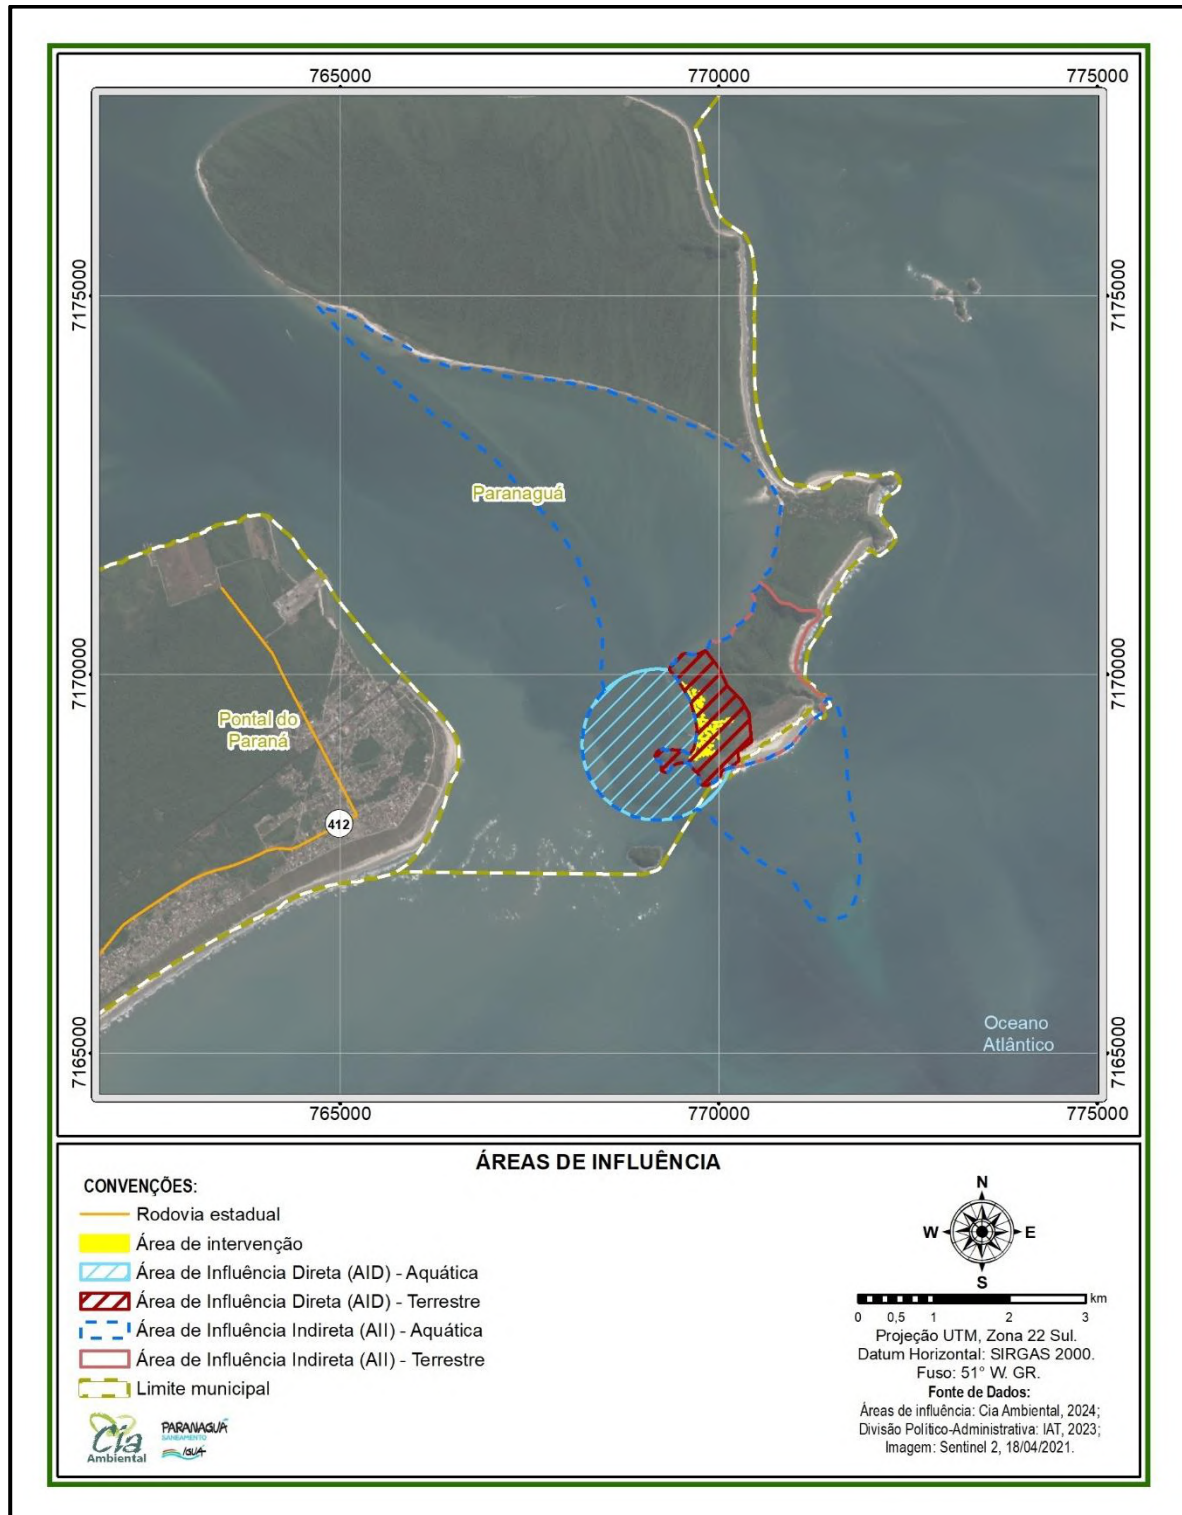 765000
770000
775000
7175000
7175000
Paranaguá
7170000
7170000
Pontal do
Paraná
412
Oceano
Atlântico
7165000
7165000
765000
770000
775000
ÁREAS DE INFLUÊNCIA
CONVENÇÕES:
Rodovia estadual
Área de intervenção
Área de Influência Direta (AID) - Aquática
Área de Influência Direta (AID) - Terrestre
Área de Influência Indireta (AII) - Aquática
Área de Influência Indireta (AII) - Terrestre
Limite municipal
Cia
Ambiental
PARANAGUÁ
SANEAMENTO
IGUÁ
N
W
E
S
km
0 0,5 1 2 3
Projeção UTM, Zona 22 Sul.
Datum Horizontal: SIRGAS 2000.
Fuso: 51° W. GR.
Fonte de Dados:
Áreas de influência: Cia Ambiental, 2024;
Divisão Político-Administrativa: IAT, 2023;
Imagem: Sentinel 2, 18/04/2021.